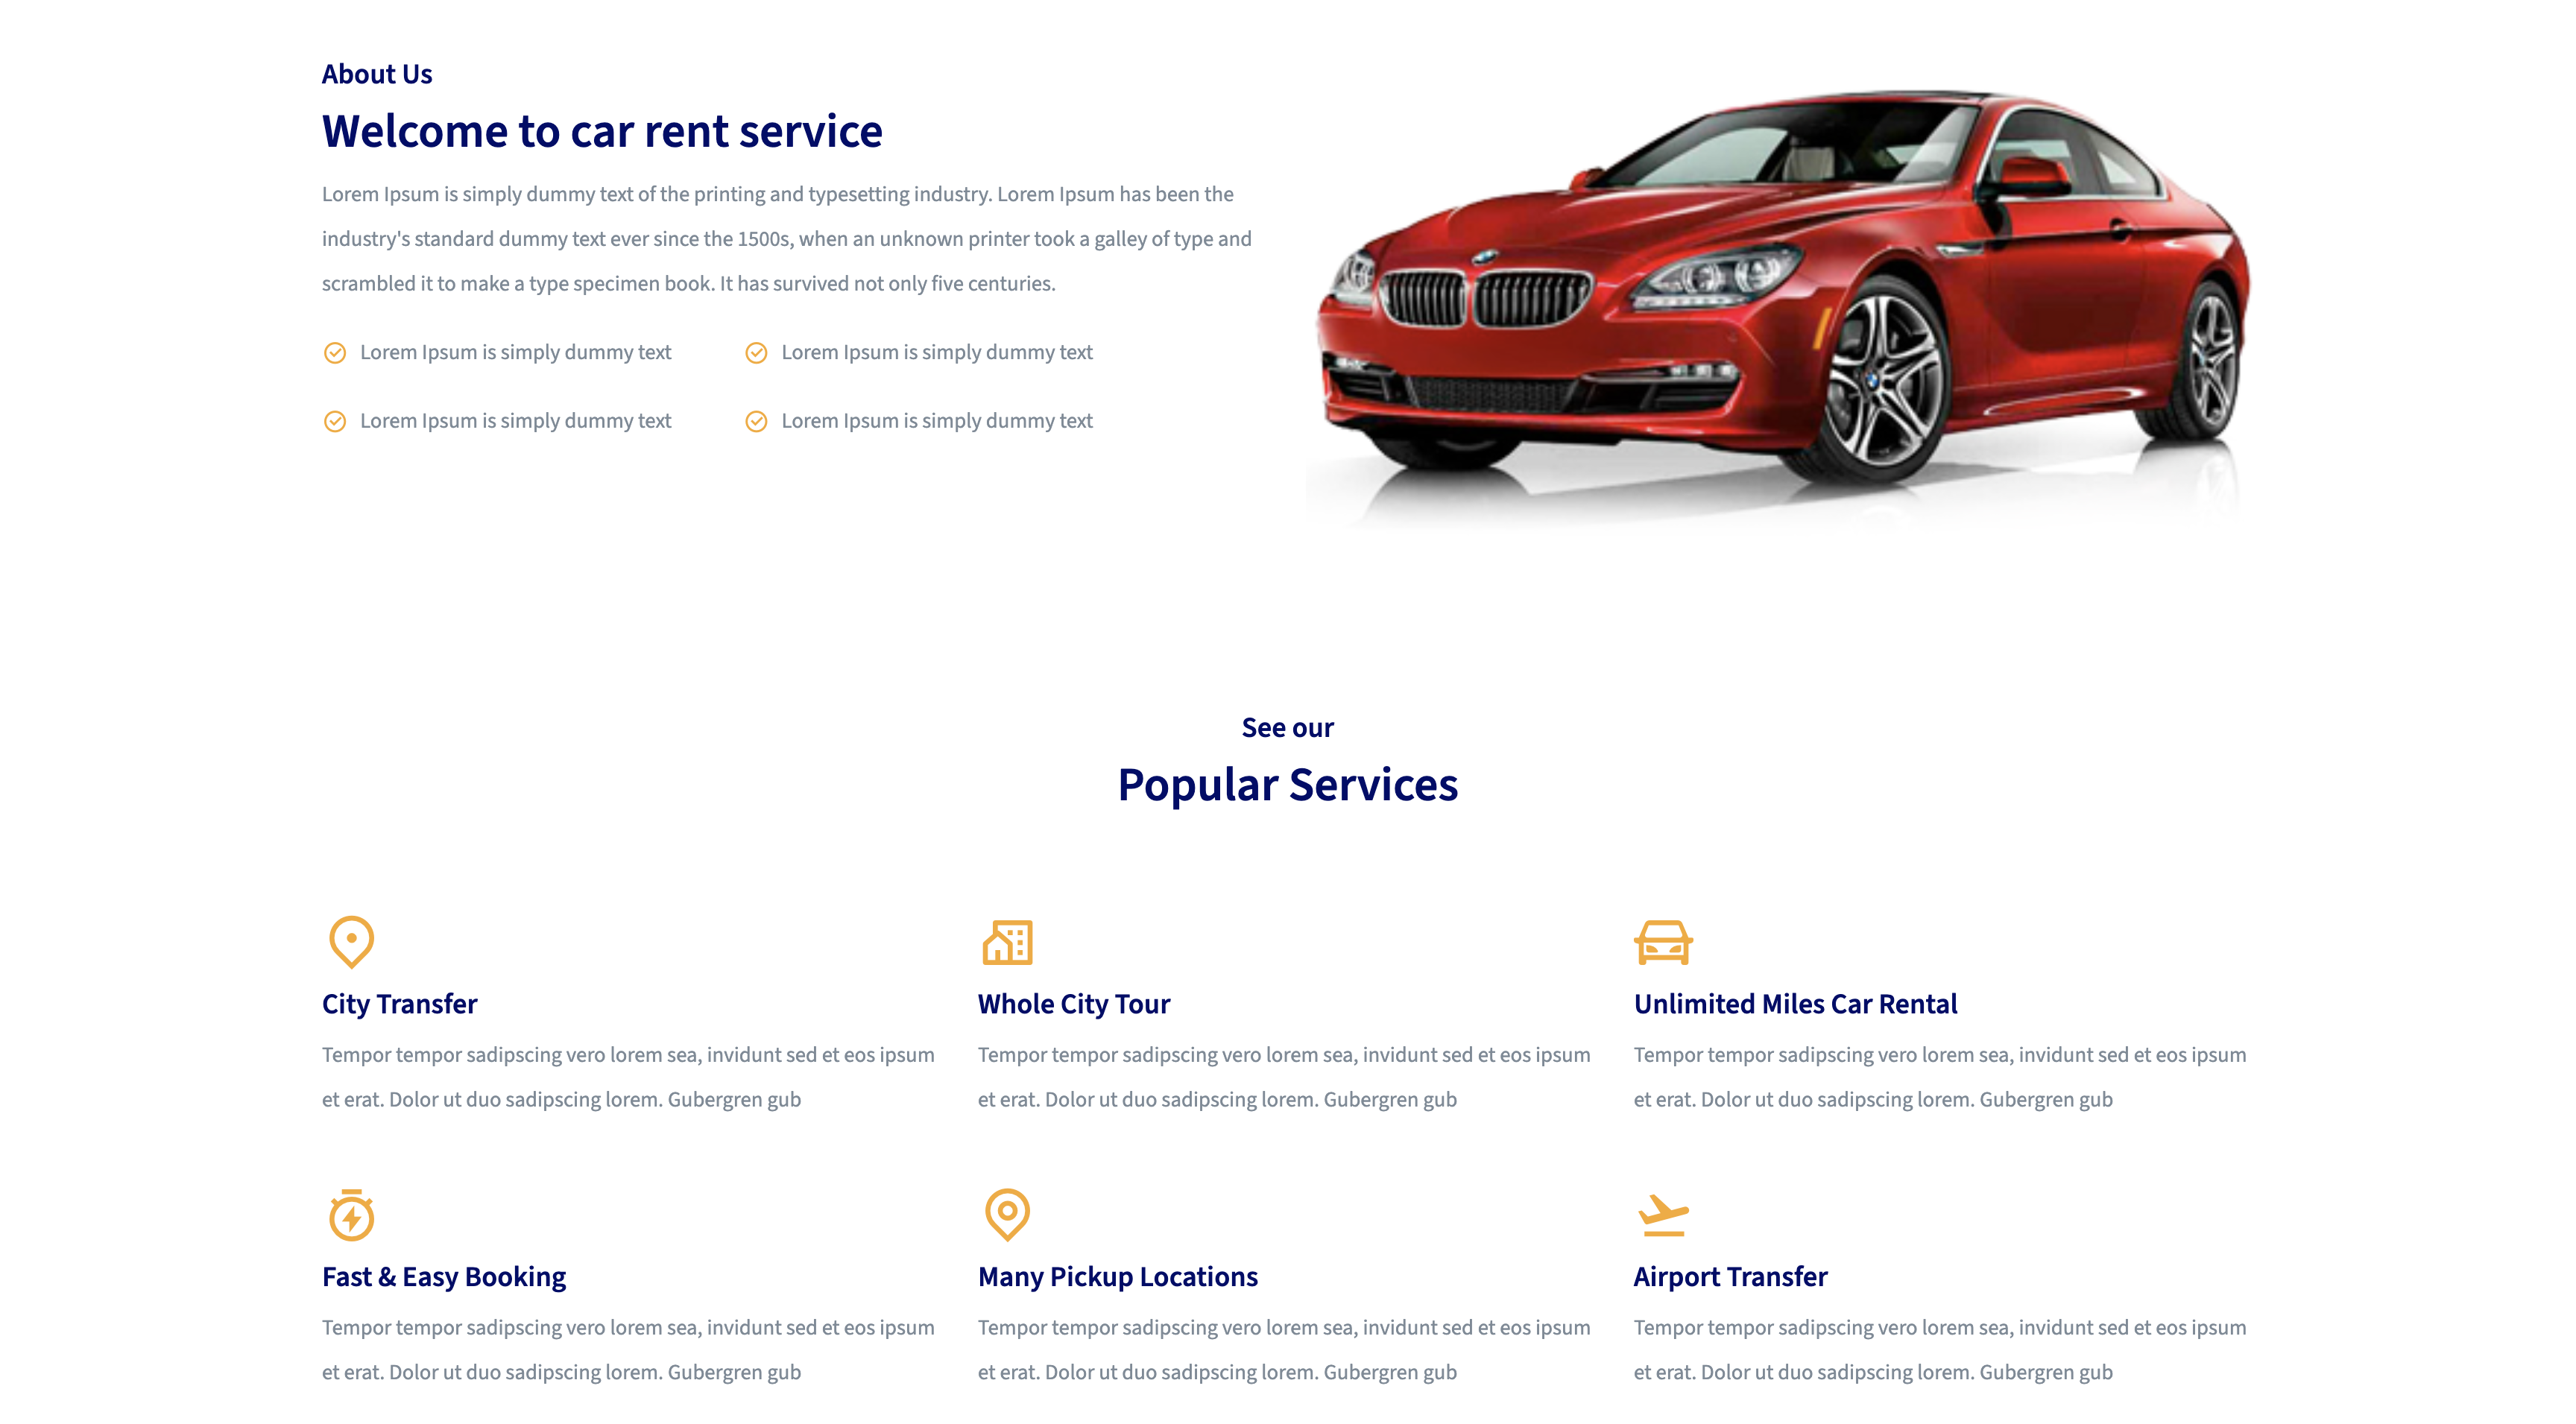 About Us
Welcome to car rent service
Lorem Ipsum is simply dummy text of the printing and typesetting industry. Lorem Ipsum has been the
industry's standard dummy text ever since the 1500s, when an unknown printer took a galley of type and
scrambled it to make a type specimen book. It has survived not only five centuries.
Lorem Ipsum is simply dummy text
Lorem Ipsum is simply dummy text
Lorem Ipsum is simply dummy text
Lorem Ipsum is simply dummy text
See our
Popular Services
City Transfer
Tempor tempor sadipscing vero lorem sea, invidunt sed et eos ipsum
et erat. Dolor ut duo sadipscing lorem. Gubergren gub
Whole City Tour
Tempor tempor sadipscing vero lorem sea, invidunt sed et eos ipsum
et erat. Dolor ut duo sadipscing lorem. Gubergren gub
Unlimited Miles Car Rental
Tempor tempor sadipscing vero lorem sea, invidunt sed et eos ipsum
et erat. Dolor ut duo sadipscing lorem. Gubergren gub
Fast & Easy Booking
Tempor tempor sadipscing vero lorem sea, invidunt sed et eos ipsum
et erat. Dolor ut duo sadipscing lorem. Gubergren gub
Many Pickup Locations
Tempor tempor sadipscing vero lorem sea, invidunt sed et eos ipsum
et erat. Dolor ut duo sadipscing lorem. Gubergren gub
Airport Transfer
Tempor tempor sadipscing vero lorem sea, invidunt sed et eos ipsum
et erat. Dolor ut duo sadipscing lorem. Gubergren gub